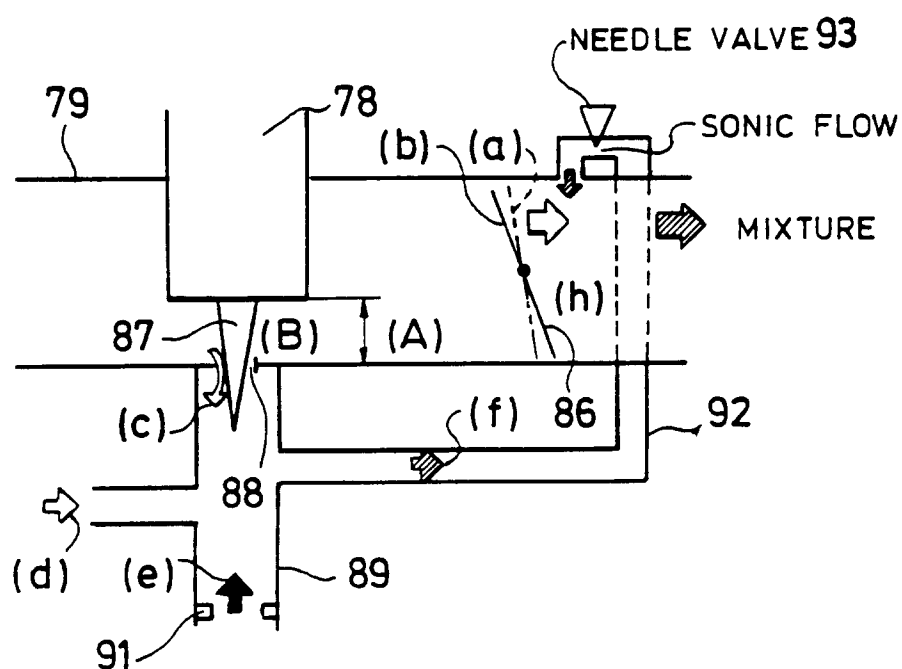 NEEDLE VALVE 93
79
78
SONIC FLOW
(b)
(a)
MIXTURE
(h)
87
(B)
(A)
(c)
88
86
(f)
92
(d)
(e)
89
91